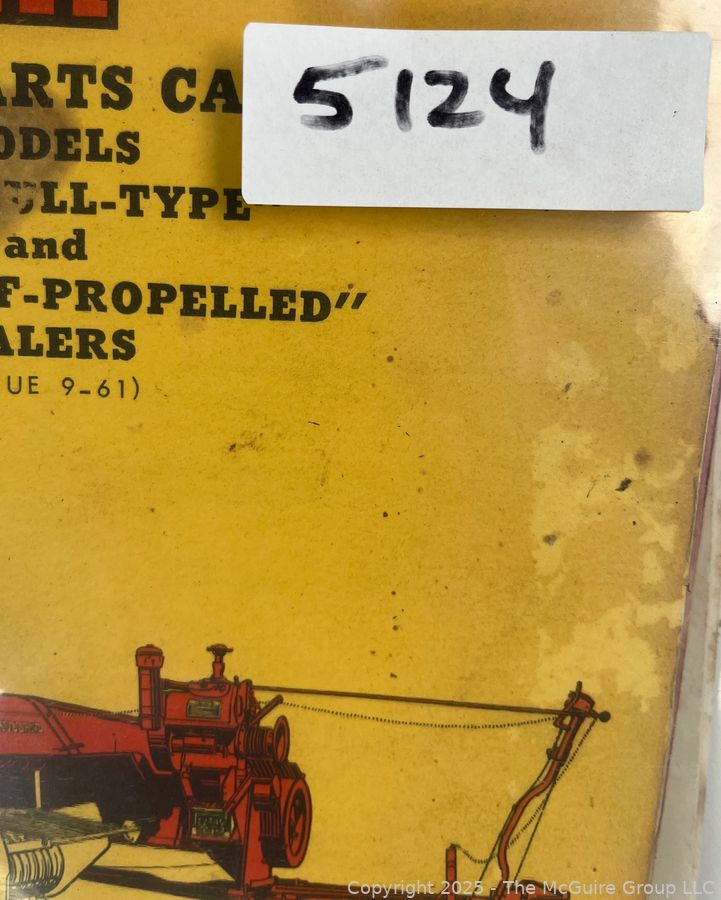 5124
ARTS CA
ODELS
ULL-TYPE"
and
F-PROPELLED"
ALERS
UE 9-61)
Copyright 2025 - The McGuire Group LLC